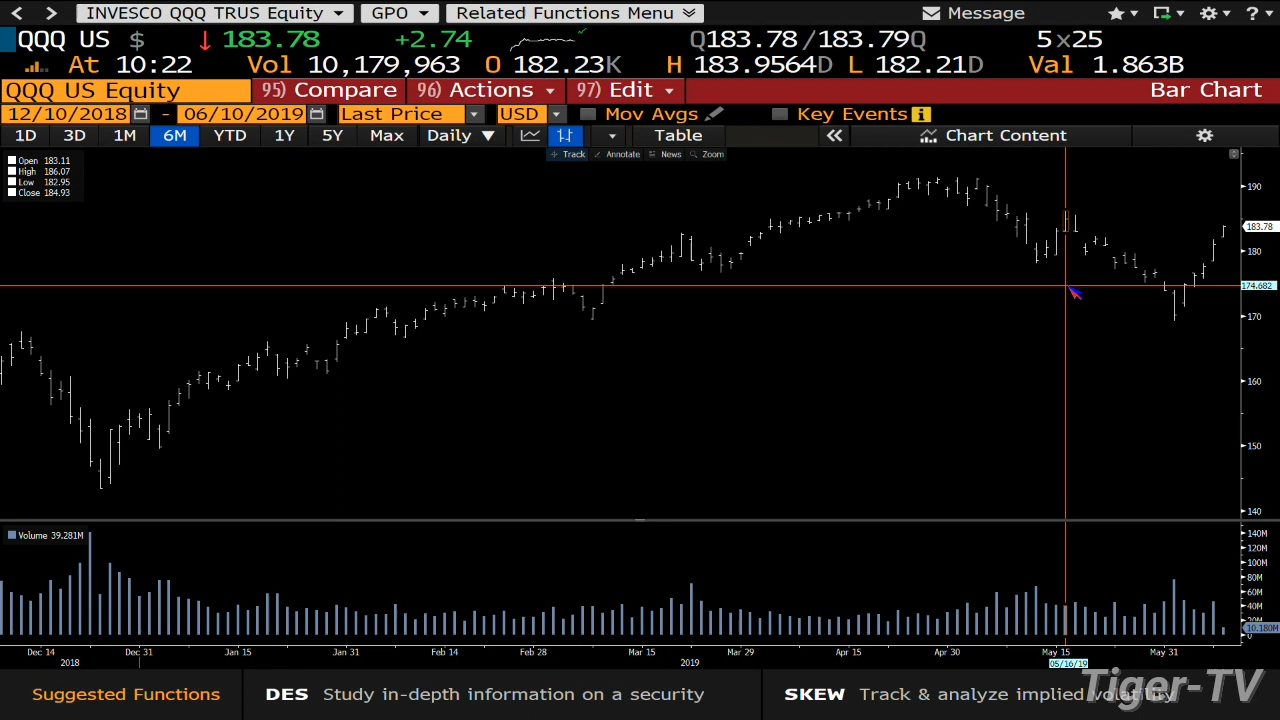 INVESCO QQQ TRUS Equity GPO Related Functions Menu Message ?
QQQ US $ ↓ 183.78 +2.74 Q183.78/183.79Q 5x25
At 10:22 Vol 10,179,963 O 182.23K H 183.9564D L 182.21D Val 1.863B
QQQ US Equity 95) Compare 96) Actions 97) Edit Bar Chart
12/10/2018 - 06/10/2019 Last Price USD Mov Avgs Key Events i
1D 3D 1M 6M YTD 1Y 5Y Max Daily ▼ Table « Chart Content
Track Annotate News Zoom
Open 183.11
High 186.07
Low 182.95
Close 184.93
190
183.78
180
174.682
170
160
150
140
Volume 39.281M
140M
120M
100M
80M
60M
40M
20M
10.180M
0
Dec 14 Dec 31 Jan 15 Jan 31 Feb 14 Feb 28 Mar 15 Mar 29 Apr 15 Apr 30 May 15 May 31
2018 2019 05/16/19
Suggested Functions DES Study in-depth information on a security SKEW Track & analyze implied volatility
Tiger-TV